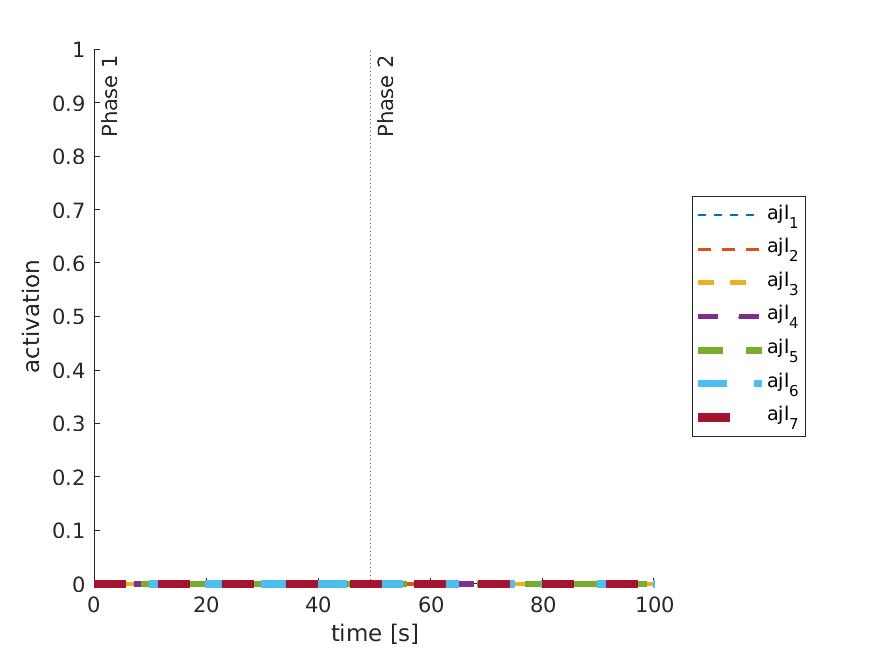 Phase 1
Phase 2
1
0.9
0.8
0.7
0.6
0.5
0.4
0.3
0.2
0.1
0
activation
0 20 40 60 80 100
time [s]
ajl1
ajl2
ajl3
ajl4
ajl5
ajl6
ajl7